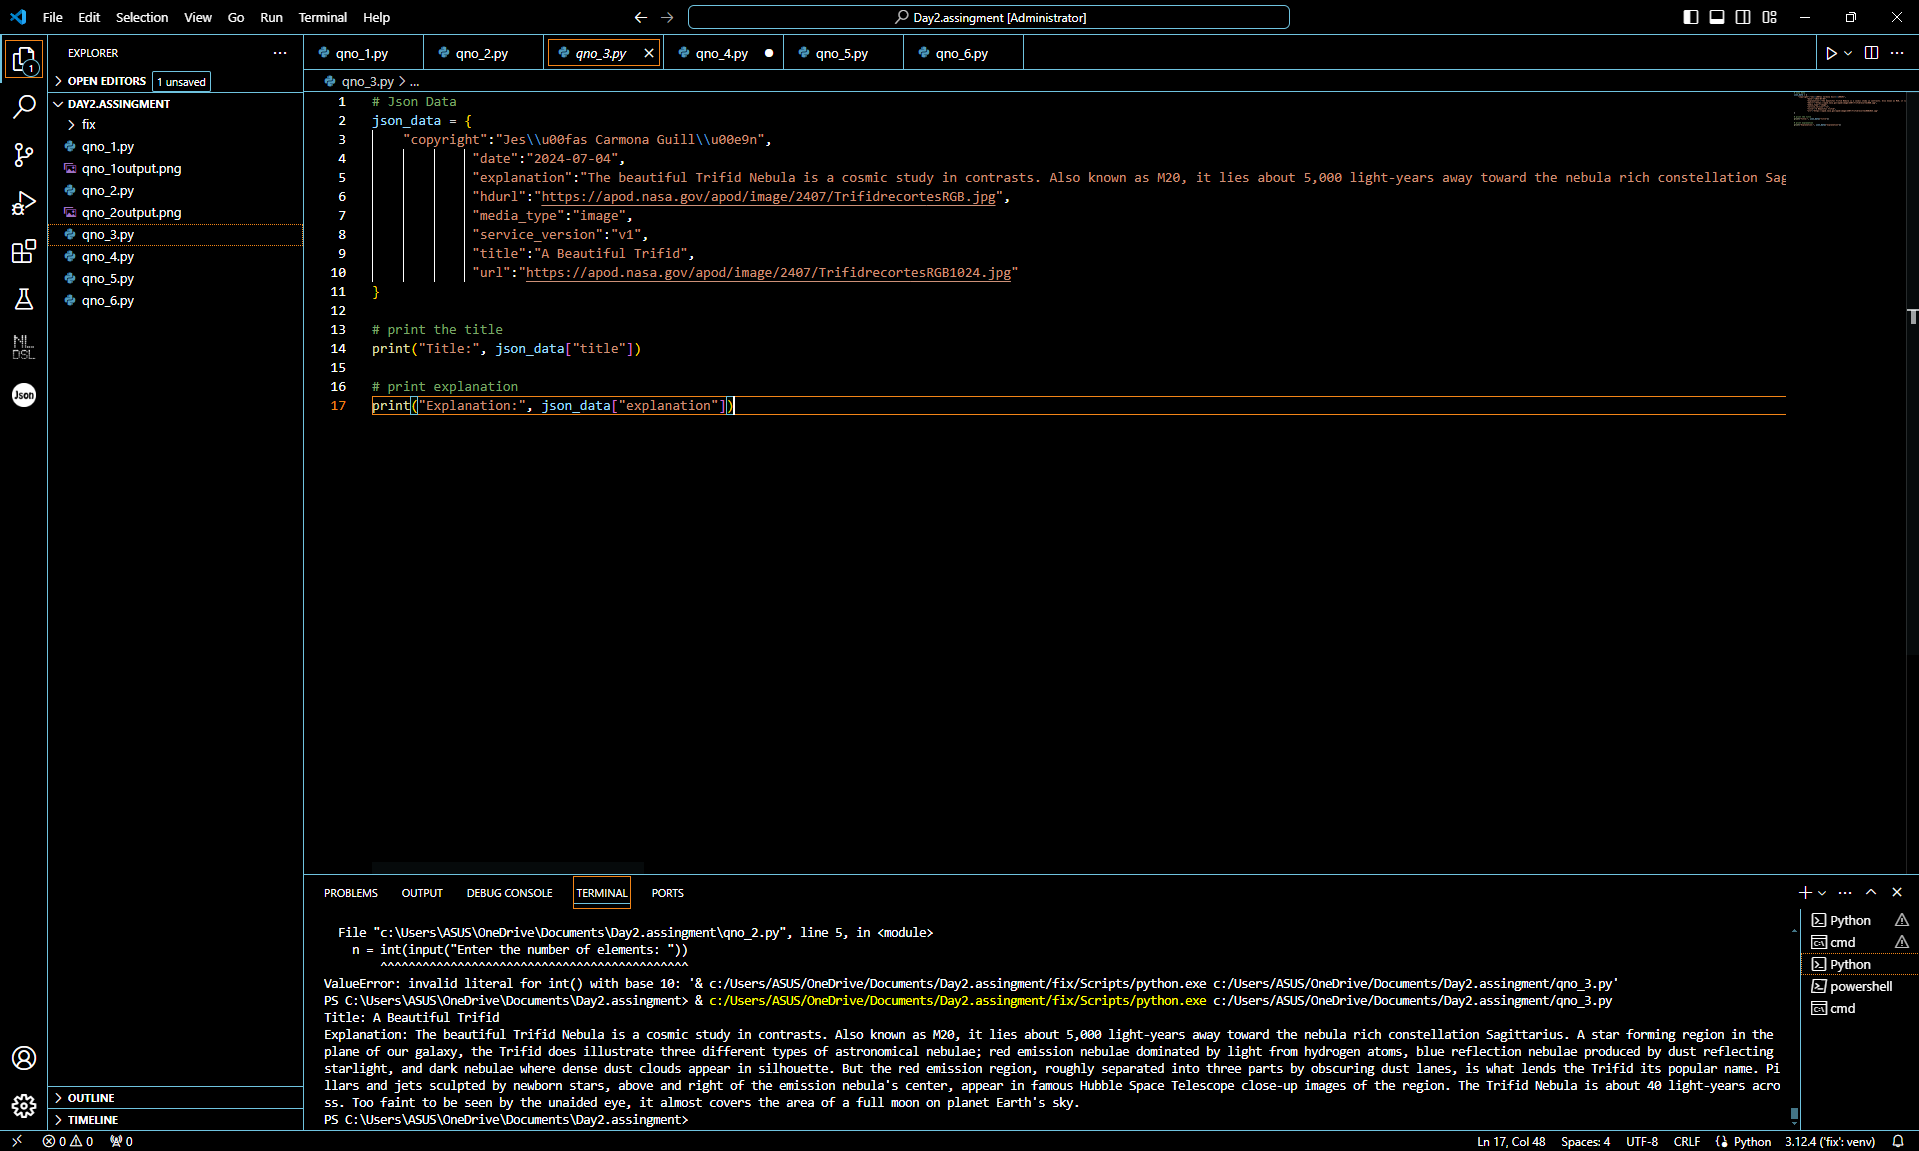 File Edit Selection View Go Run Terminal Help
Day2.assingment [Administrator]
EXPLORER
OPEN EDITORS 1 unsaved
DAY2.ASSINGMENT
fix
qno_1.py
qno_1output.png
qno_2.py
qno_2output.png
qno_3.py
qno_4.py
qno_5.py
qno_6.py
OUTLINE
TIMELINE
1
NL
DSL
Json
qno_1.py qno_2.py qno_3.py qno_4.py qno_5.py qno_6.py
qno_3.py > ...
1 # Json Data
2 json_data = {
3 "copyright":"Jes\\u00fas Carmona Guill\\u00e9n",
4 "date":"2024-07-04",
5 "explanation":"The beautiful Trifid Nebula is a cosmic study in contrasts. Also known as M20, it lies about 5,000 light-years away toward the nebula rich constellation Sag
6 "hdurl":"https://apod.nasa.gov/apod/image/2407/TrifidrecortesRGB.jpg",
7 "media_type":"image",
8 "service_version":"v1",
9 "title":"A Beautiful Trifid",
10 "url":"https://apod.nasa.gov/apod/image/2407/TrifidrecortesRGB1024.jpg"
11 }
12
13 # print the title
14 print("Title:", json_data["title"])
15
16 # print explanation
17 print("Explanation:", json_data["explanation"])
PROBLEMS OUTPUT DEBUG CONSOLE TERMINAL PORTS
File "c:\Users\ASUS\OneDrive\Documents\Day2.assingment\qno_2.py", line 5, in <module>
n = int(input("Enter the number of elements: "))
^^^^^^^^^^^^^^^^^^^^^^^^^^^^^^^^^^^^^^^^^^^^
ValueError: invalid literal for int() with base 10: '& c:/Users/ASUS/OneDrive/Documents/Day2.assingment/fix/Scripts/python.exe c:/Users/ASUS/OneDrive/Documents/Day2.assingment/qno_3.py'
PS C:\Users\ASUS\OneDrive\Documents\Day2.assingment> & c:/Users/ASUS/OneDrive/Documents/Day2.assingment/fix/Scripts/python.exe c:/Users/ASUS/OneDrive/Documents/Day2.assingment/qno_3.py
Title: A Beautiful Trifid
Explanation: The beautiful Trifid Nebula is a cosmic study in contrasts. Also known as M20, it lies about 5,000 light-years away toward the nebula rich constellation Sagittarius. A star forming region in the
plane of our galaxy, the Trifid does illustrate three different types of astronomical nebulae; red emission nebulae dominated by light from hydrogen atoms, blue reflection nebulae produced by dust reflecting
starlight, and dark nebulae where dense dust clouds appear in silhouette. But the red emission region, roughly separated into three parts by obscuring dust lanes, is what lends the Trifid its popular name. Pi
llars and jets sculpted by newborn stars, above and right of the emission nebula's center, appear in famous Hubble Space Telescope close-up images of the region. The Trifid Nebula is about 40 light-years acro
ss. Too faint to be seen by the unaided eye, it almost covers the area of a full moon on planet Earth's sky.
PS C:\Users\ASUS\OneDrive\Documents\Day2.assingment>
Python
cmd
Python
powershell
cmd
0 0 0
Ln 17, Col 48 Spaces: 4 UTF-8 CRLF Python 3.12.4 ('fix': venv)